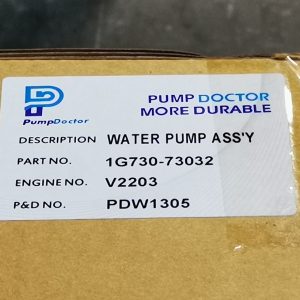 PumpDoctor
PUMP DOCTOR
MORE DURABLE
DESCRIPTION WATER PUMP ASS'Y
PART NO. 1G730-73032
ENGINE NO. V2203
P&D NO. PDW1305